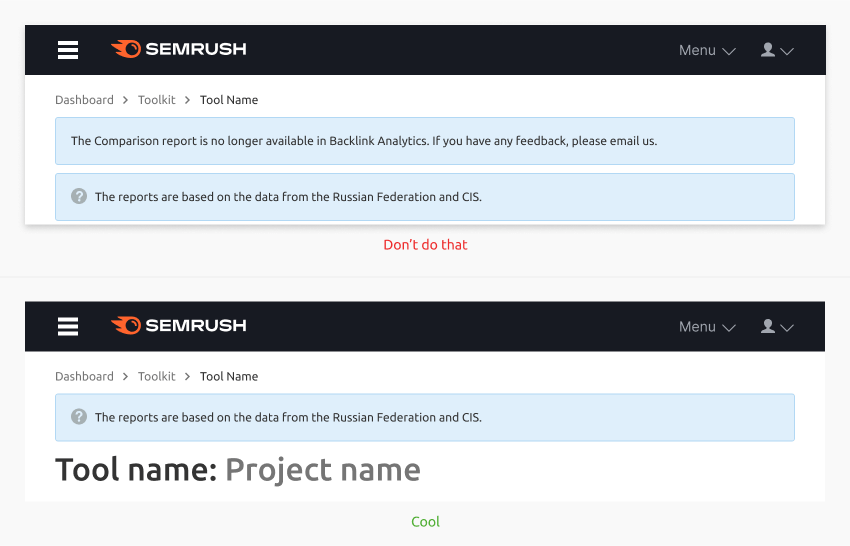 SEMRUSH Menu
Dashboard > Toolkit > Tool Name
The Comparison report is no longer available in Backlink Analytics. If you have any feedback, please email us.
? The reports are based on the data from the Russian Federation and CIS.
Don't do that
SEMRUSH Menu
Dashboard > Toolkit > Tool Name
? The reports are based on the data from the Russian Federation and CIS.
Tool name: Project name
Cool